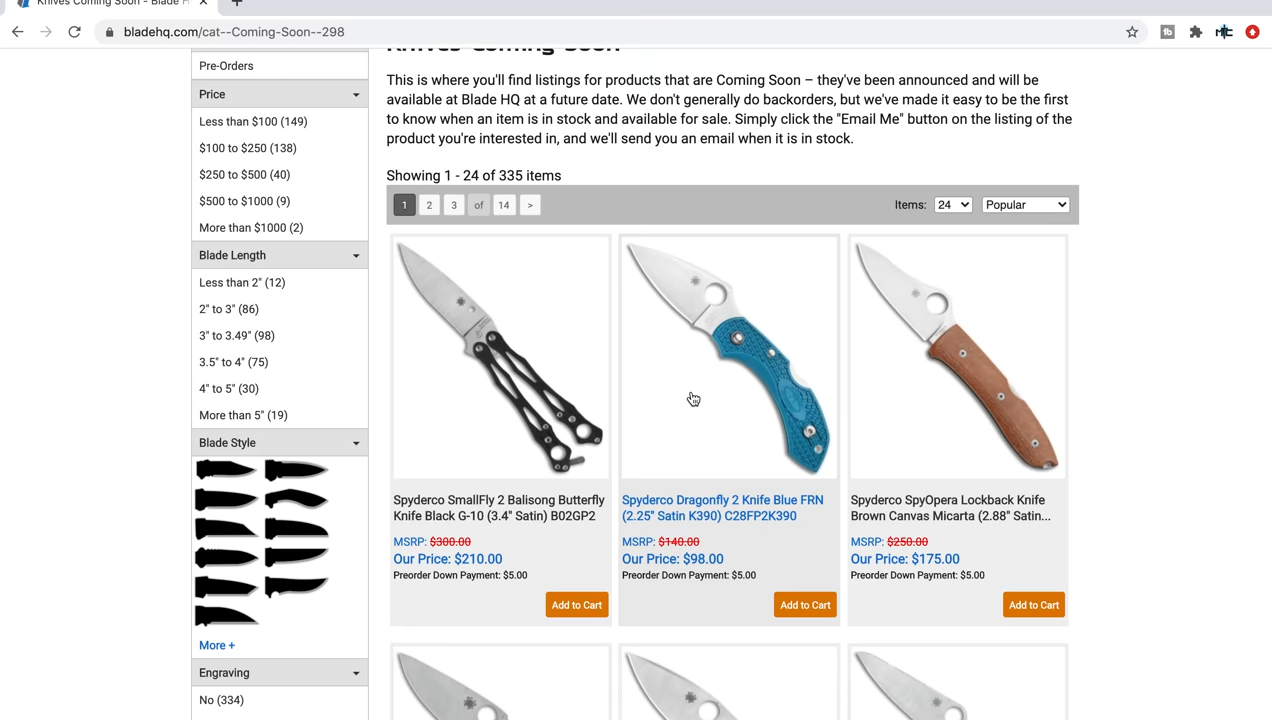 Knives Coming Soon - Blade H
bladehq.com/cat--Coming-Soon--298
Knives Coming Soon
Pre-Orders
Price
Less than $100 (149)
$100 to $250 (138)
$250 to $500 (40)
$500 to $1000 (9)
More than $1000 (2)
Blade Length
Less than 2" (12)
2" to 3" (86)
3" to 3.49" (98)
3.5" to 4" (75)
4" to 5" (30)
More than 5" (19)
Blade Style
More +
Engraving
No (334)
This is where you'll find listings for products that are Coming Soon – they've been announced and will be
available at Blade HQ at a future date. We don't generally do backorders, but we've made it easy to be the first
to know when an item is in stock and available for sale. Simply click the "Email Me" button on the listing of the
product you're interested in, and we'll send you an email when it is in stock.
Showing 1 - 24 of 335 items
1 2 3 of 14 >
Items: 24 Popular
Spyderco SmallFly 2 Balisong Butterfly
Knife Black G-10 (3.4" Satin) B02GP2
MSRP: $300.00
Our Price: $210.00
Preorder Down Payment: $5.00
Add to Cart
Spyderco Dragonfly 2 Knife Blue FRN
(2.25" Satin K390) C28FP2K390
MSRP: $140.00
Our Price: $98.00
Preorder Down Payment: $5.00
Add to Cart
Spyderco SpyOpera Lockback Knife
Brown Canvas Micarta (2.88" Satin...
MSRP: $250.00
Our Price: $175.00
Preorder Down Payment: $5.00
Add to Cart